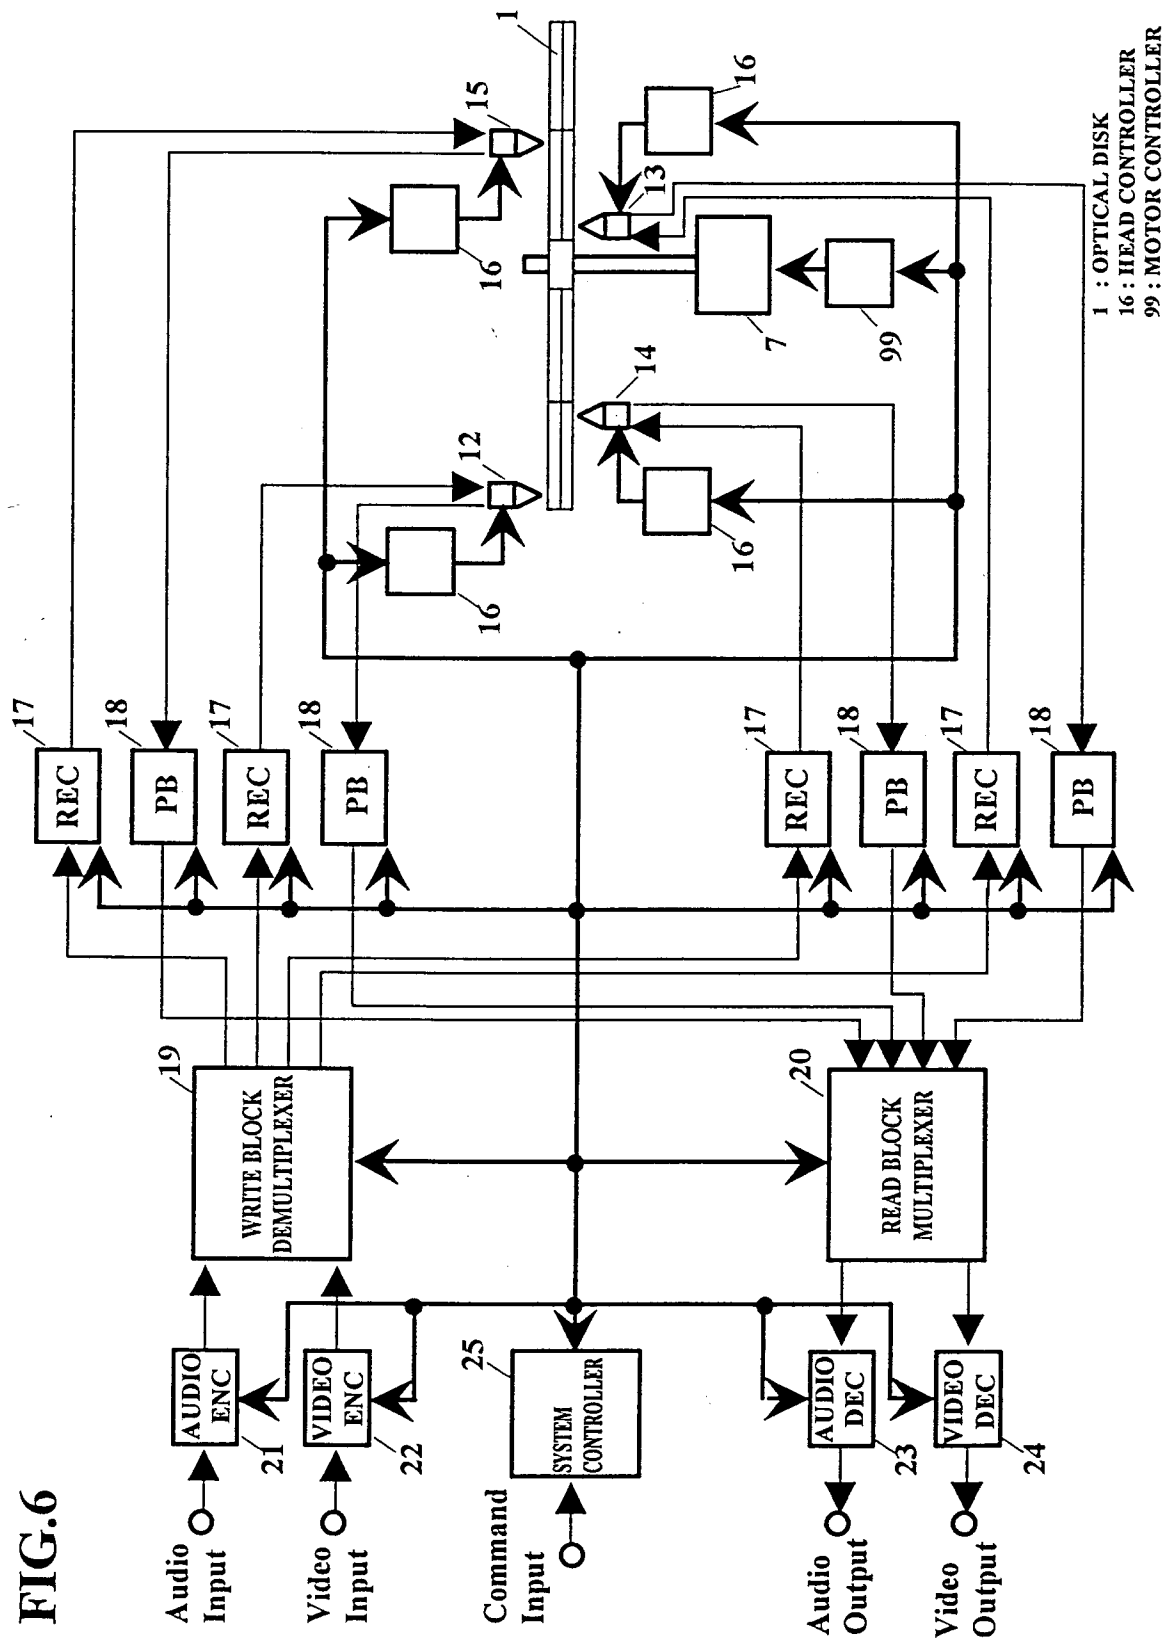 FIG.6
Audio
Input
21
AUDIO
ENC
Video
Input
22
VIDEO
ENC
Command
Input
25
SYSTEM
CONTROLLER
Audio
Output
23
AUDIO
DEC
Video
Output
24
VIDEO
DEC
19
WRITE BLOCK
DEMULTIPLEXER
20
READ BLOCK
MULTIPLEXER
17
REC
18
PB
17
REC
18
PB
17
REC
18
PB
17
REC
18
PB
16
12
16
15
1
16
14
7
99
13
16
1 : OPTICAL DISK
16 : HEAD CONTROLLER
99 : MOTOR CONTROLLER